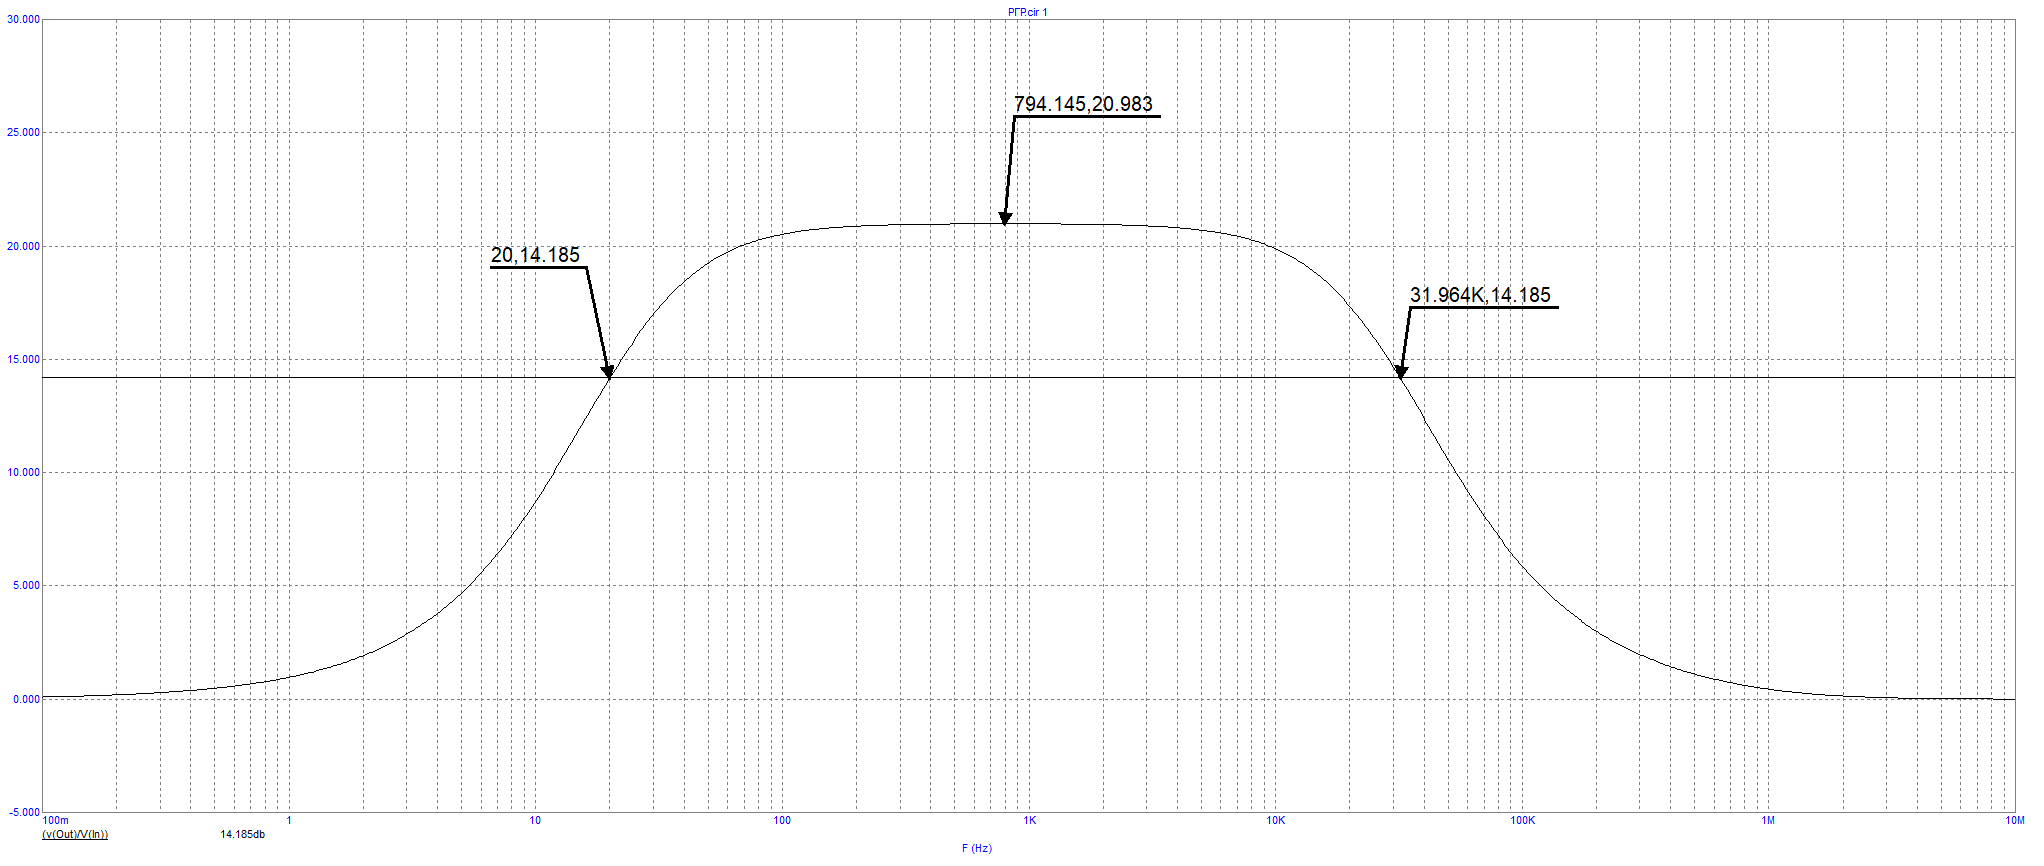 PГP.cir 1
30.000
794.145,20.983
25.000
20,14.185
20.000
31.964K,14.185
15.000
10.000
5.000
0.000
-5.000
100m 1 10 100 1K 10K 100K 1M 10M
(v(Out)/V(In)) 14.185db
F (Hz)